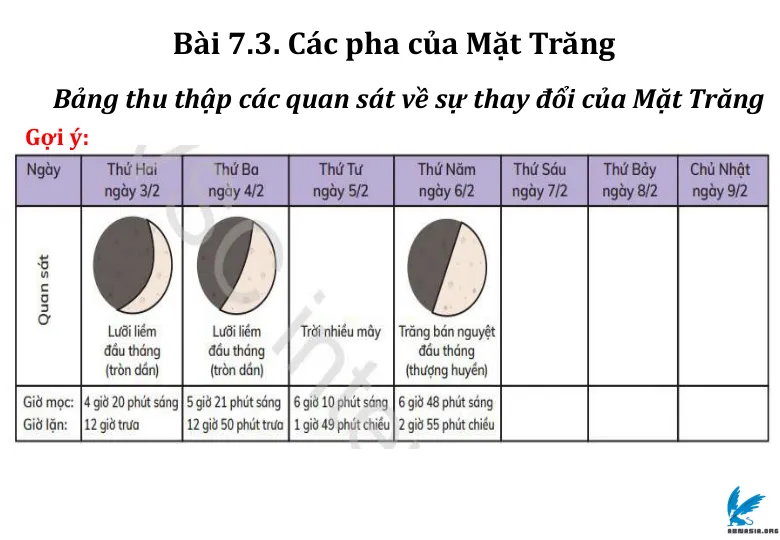 Bài 7.3. Các pha của Mặt Trăng
Bảng thu thập các quan sát về sự thay đổi của Mặt Trăng
Gợi ý:
Ngày Thứ Hai Thứ Ba Thứ Tư Thứ Năm Thứ Sáu Thứ Bảy Chủ Nhật
ngày 3/2 ngày 4/2 ngày 5/2 ngày 6/2 ngày 7/2 ngày 8/2 ngày 9/2
Quan sát
Lưỡi liềm Lưỡi liềm Trời nhiều mây Trăng bán nguyệt
đầu tháng đầu tháng đầu tháng
(tròn dần) (tròn dần) (thượng huyền)
Giờ mọc: 4 giờ 20 phút sáng 5 giờ 21 phút sáng 6 giờ 10 phút sáng 6 giờ 48 phút sáng
Giờ lặn: 12 giờ trưa 12 giờ 50 phút trưa 1 giờ 49 phút chiều 2 giờ 55 phút chiều
ABNASIA.ORG